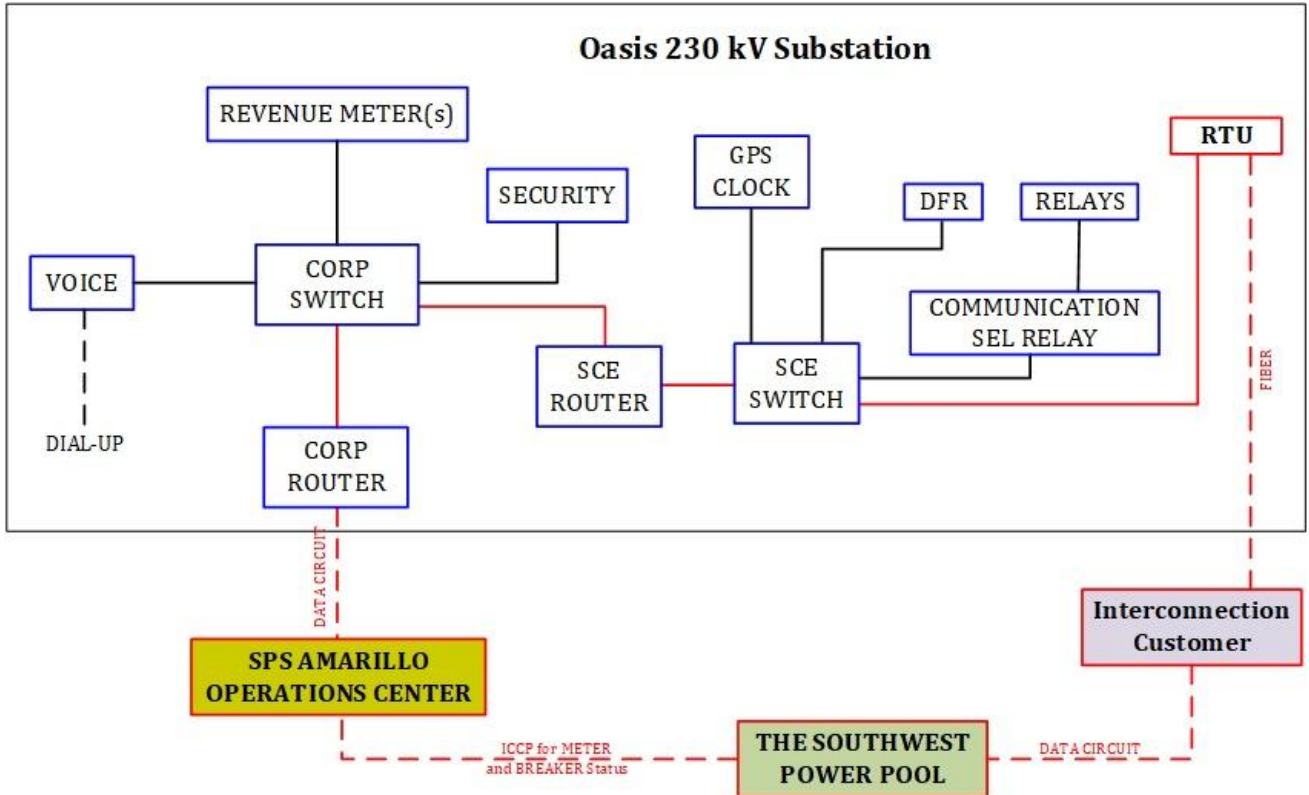 Oasis 230 kV Substation
REVENUE METER(s)
SECURITY
GPS
CLOCK
RTU
DFR
RELAYS
VOICE
CORP
SWITCH
COMMUNICATION
SEL RELAY
SCE
ROUTER
SCE
SWITCH
FIBER
DIAL-UP
CORP
ROUTER
DATA CIRCUIT
Interconnection
Customer
SPS AMARILLO
OPERATIONS CENTER
ICCP for METER
and BREAKER Status
THE SOUTHWEST
POWER POOL
DATA CIRCUIT